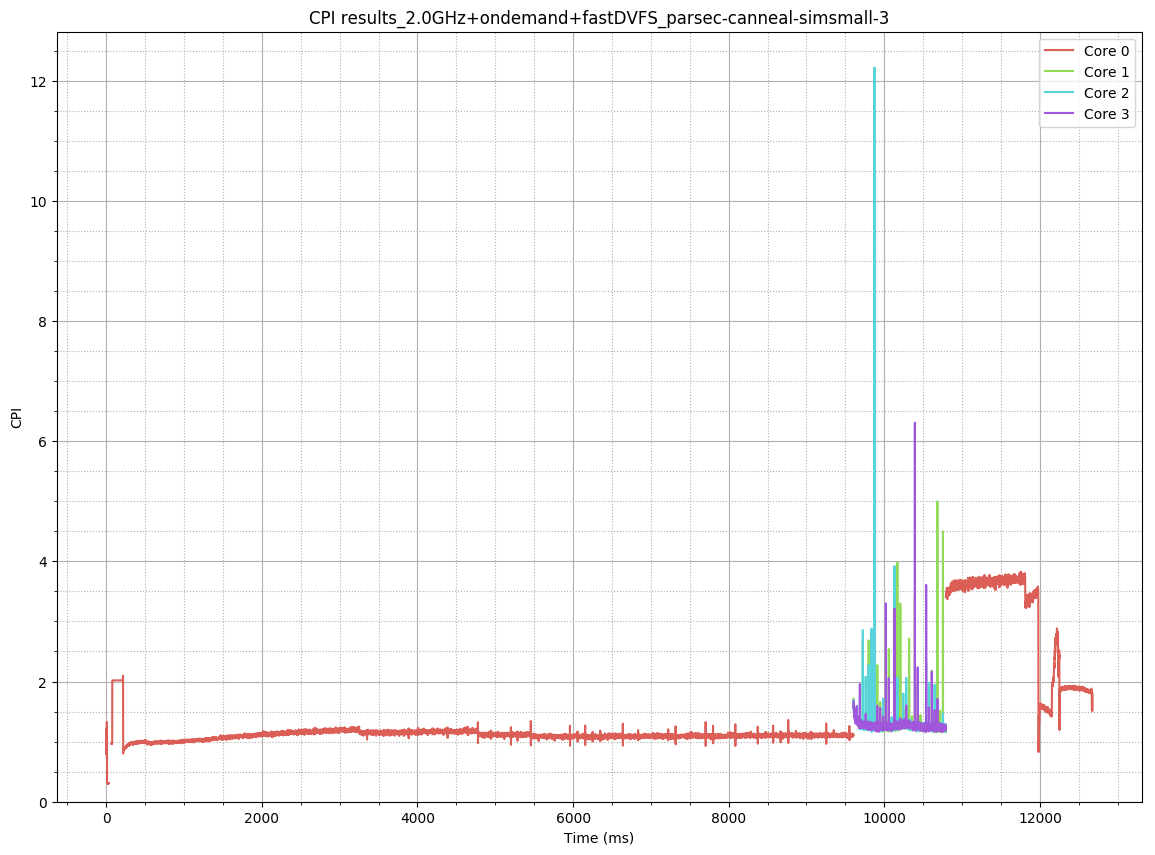 CPI results_2.0GHz+ondemand+fastDVFS_parsec-canneal-simsmall-3
Core 0
Core 1
Core 2
Core 3
CPI
12
10
8
6
4
2
0
0 2000 4000 6000 8000 10000 12000
Time (ms)